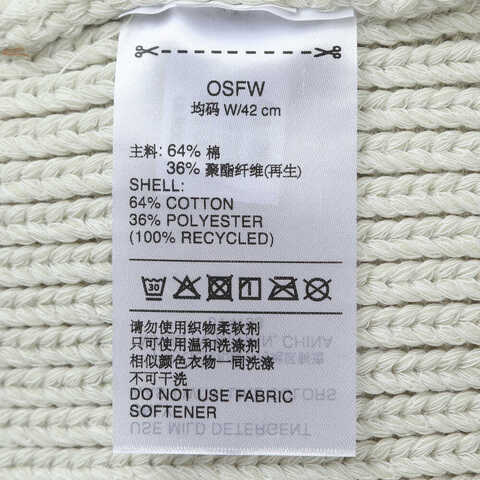 OSFW
均码 W/42 cm
主料: 64% 棉
36% 聚酯纤维(再生)
SHELL:
64% COTTON
36% POLYESTER
(100% RECYCLED)
30
请勿使用织物柔软剂
只可使用温和洗涤剂
相似颜色衣物一同洗涤
不可干洗
DO NOT USE FABRIC
SOFTENER
USE MILD DETERGENT